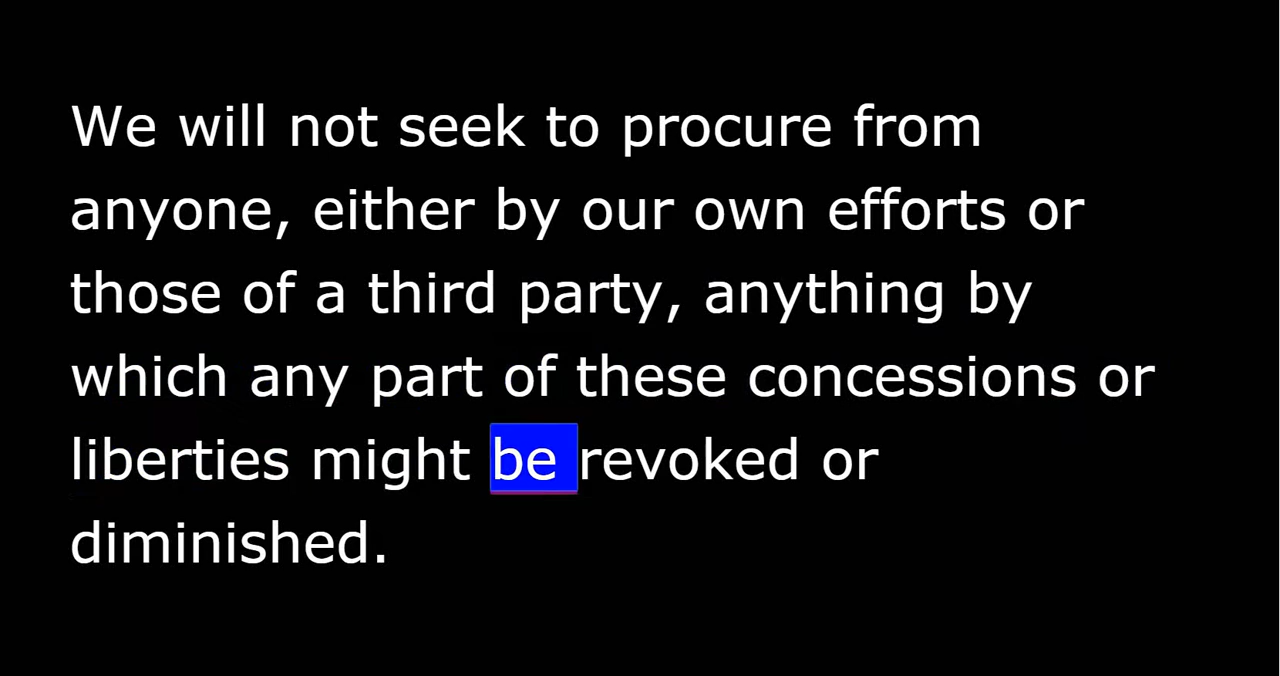 We will not seek to procure from
anyone, either by our own efforts or
those of a third party, anything by
which any part of these concessions or
liberties might be revoked or
diminished.